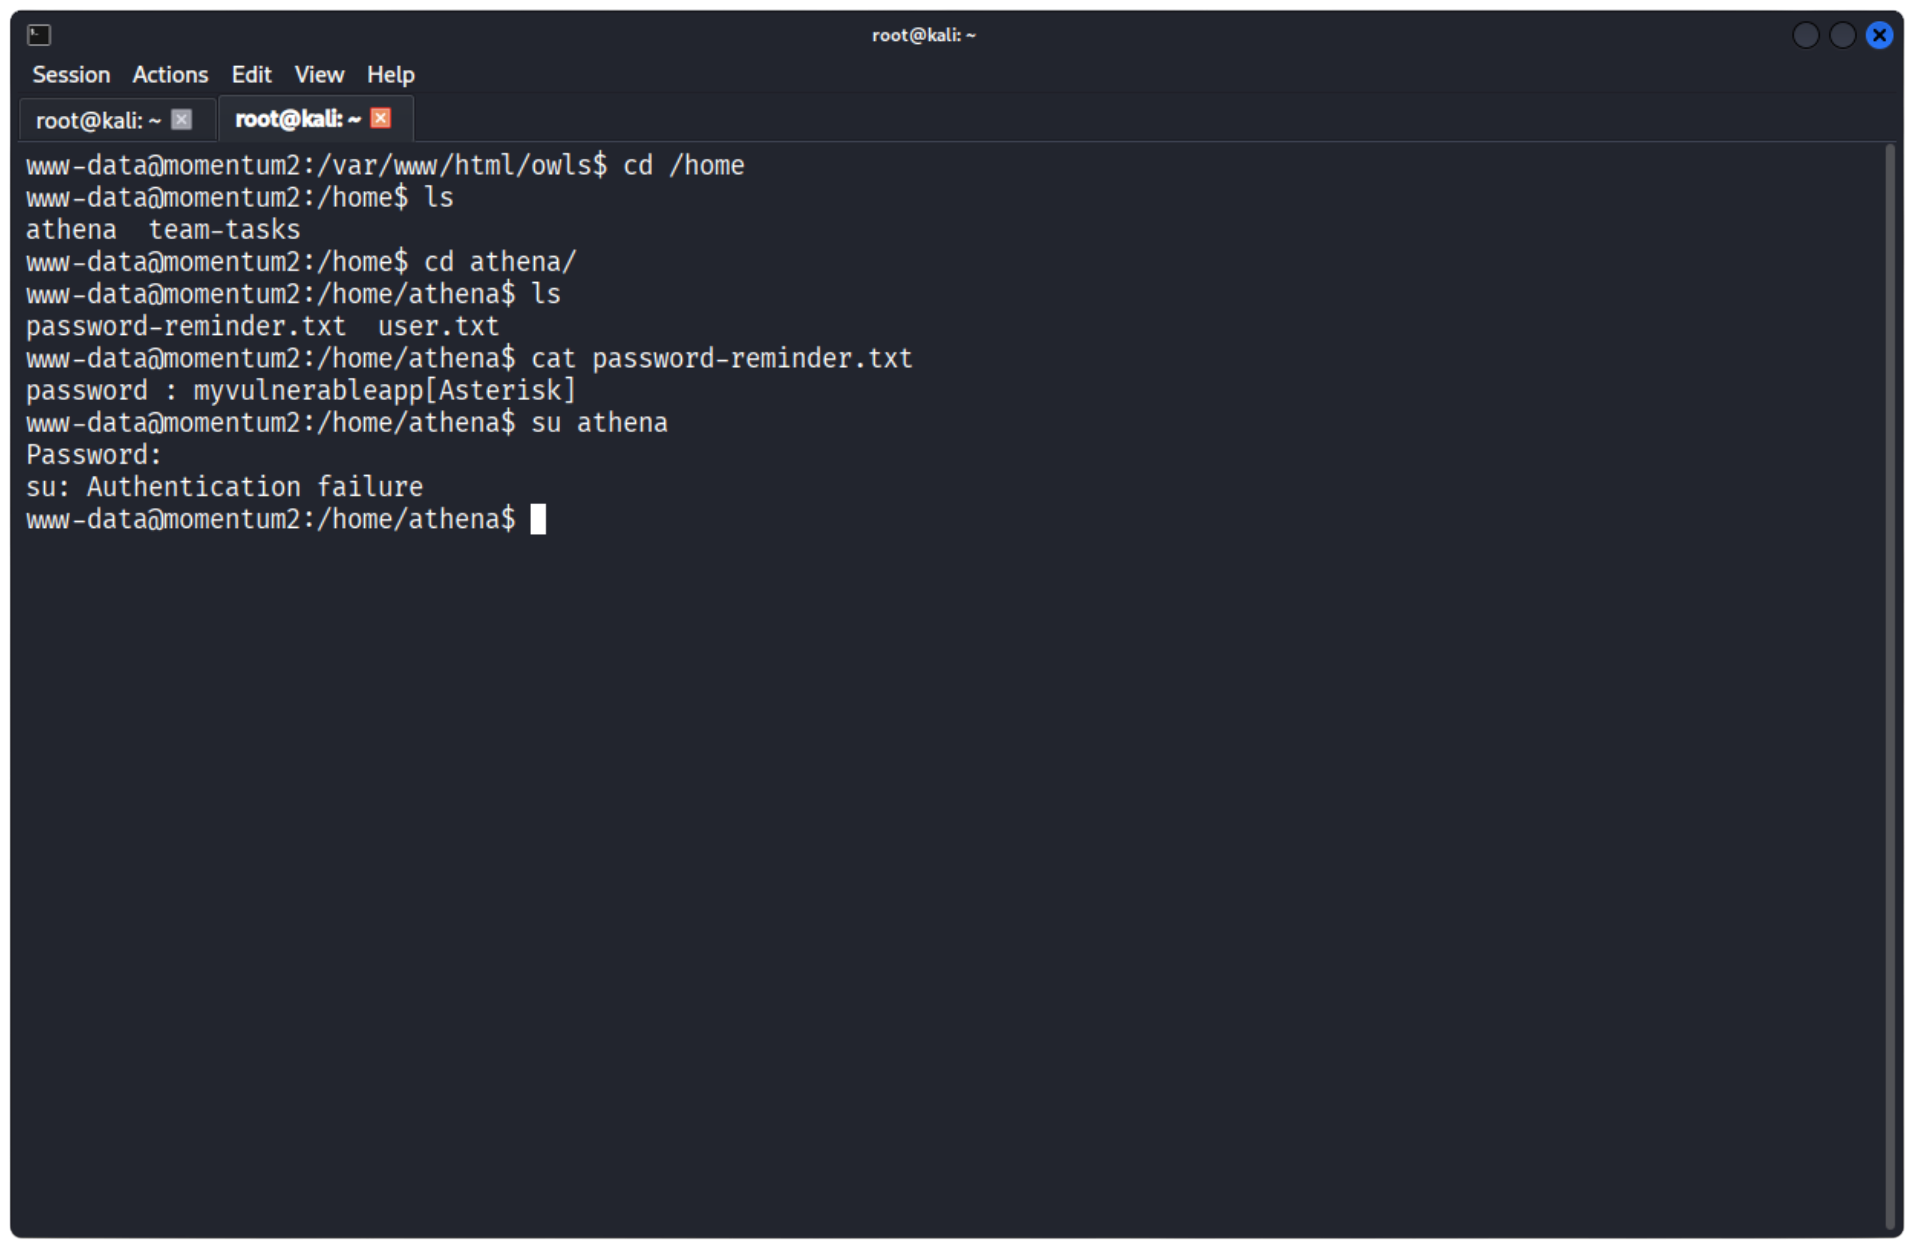 root@kali: ~
Session Actions Edit View Help
root@kali: ~ root@kali: ~
www-data@momentum2:/var/www/html/owls$ cd /home
www-data@momentum2:/home$ ls
athena  team-tasks
www-data@momentum2:/home$ cd athena/
www-data@momentum2:/home/athena$ ls
password-reminder.txt  user.txt
www-data@momentum2:/home/athena$ cat password-reminder.txt
password : myvulnerableapp[Asterisk]
www-data@momentum2:/home/athena$ su athena
Password:
su: Authentication failure
www-data@momentum2:/home/athena$